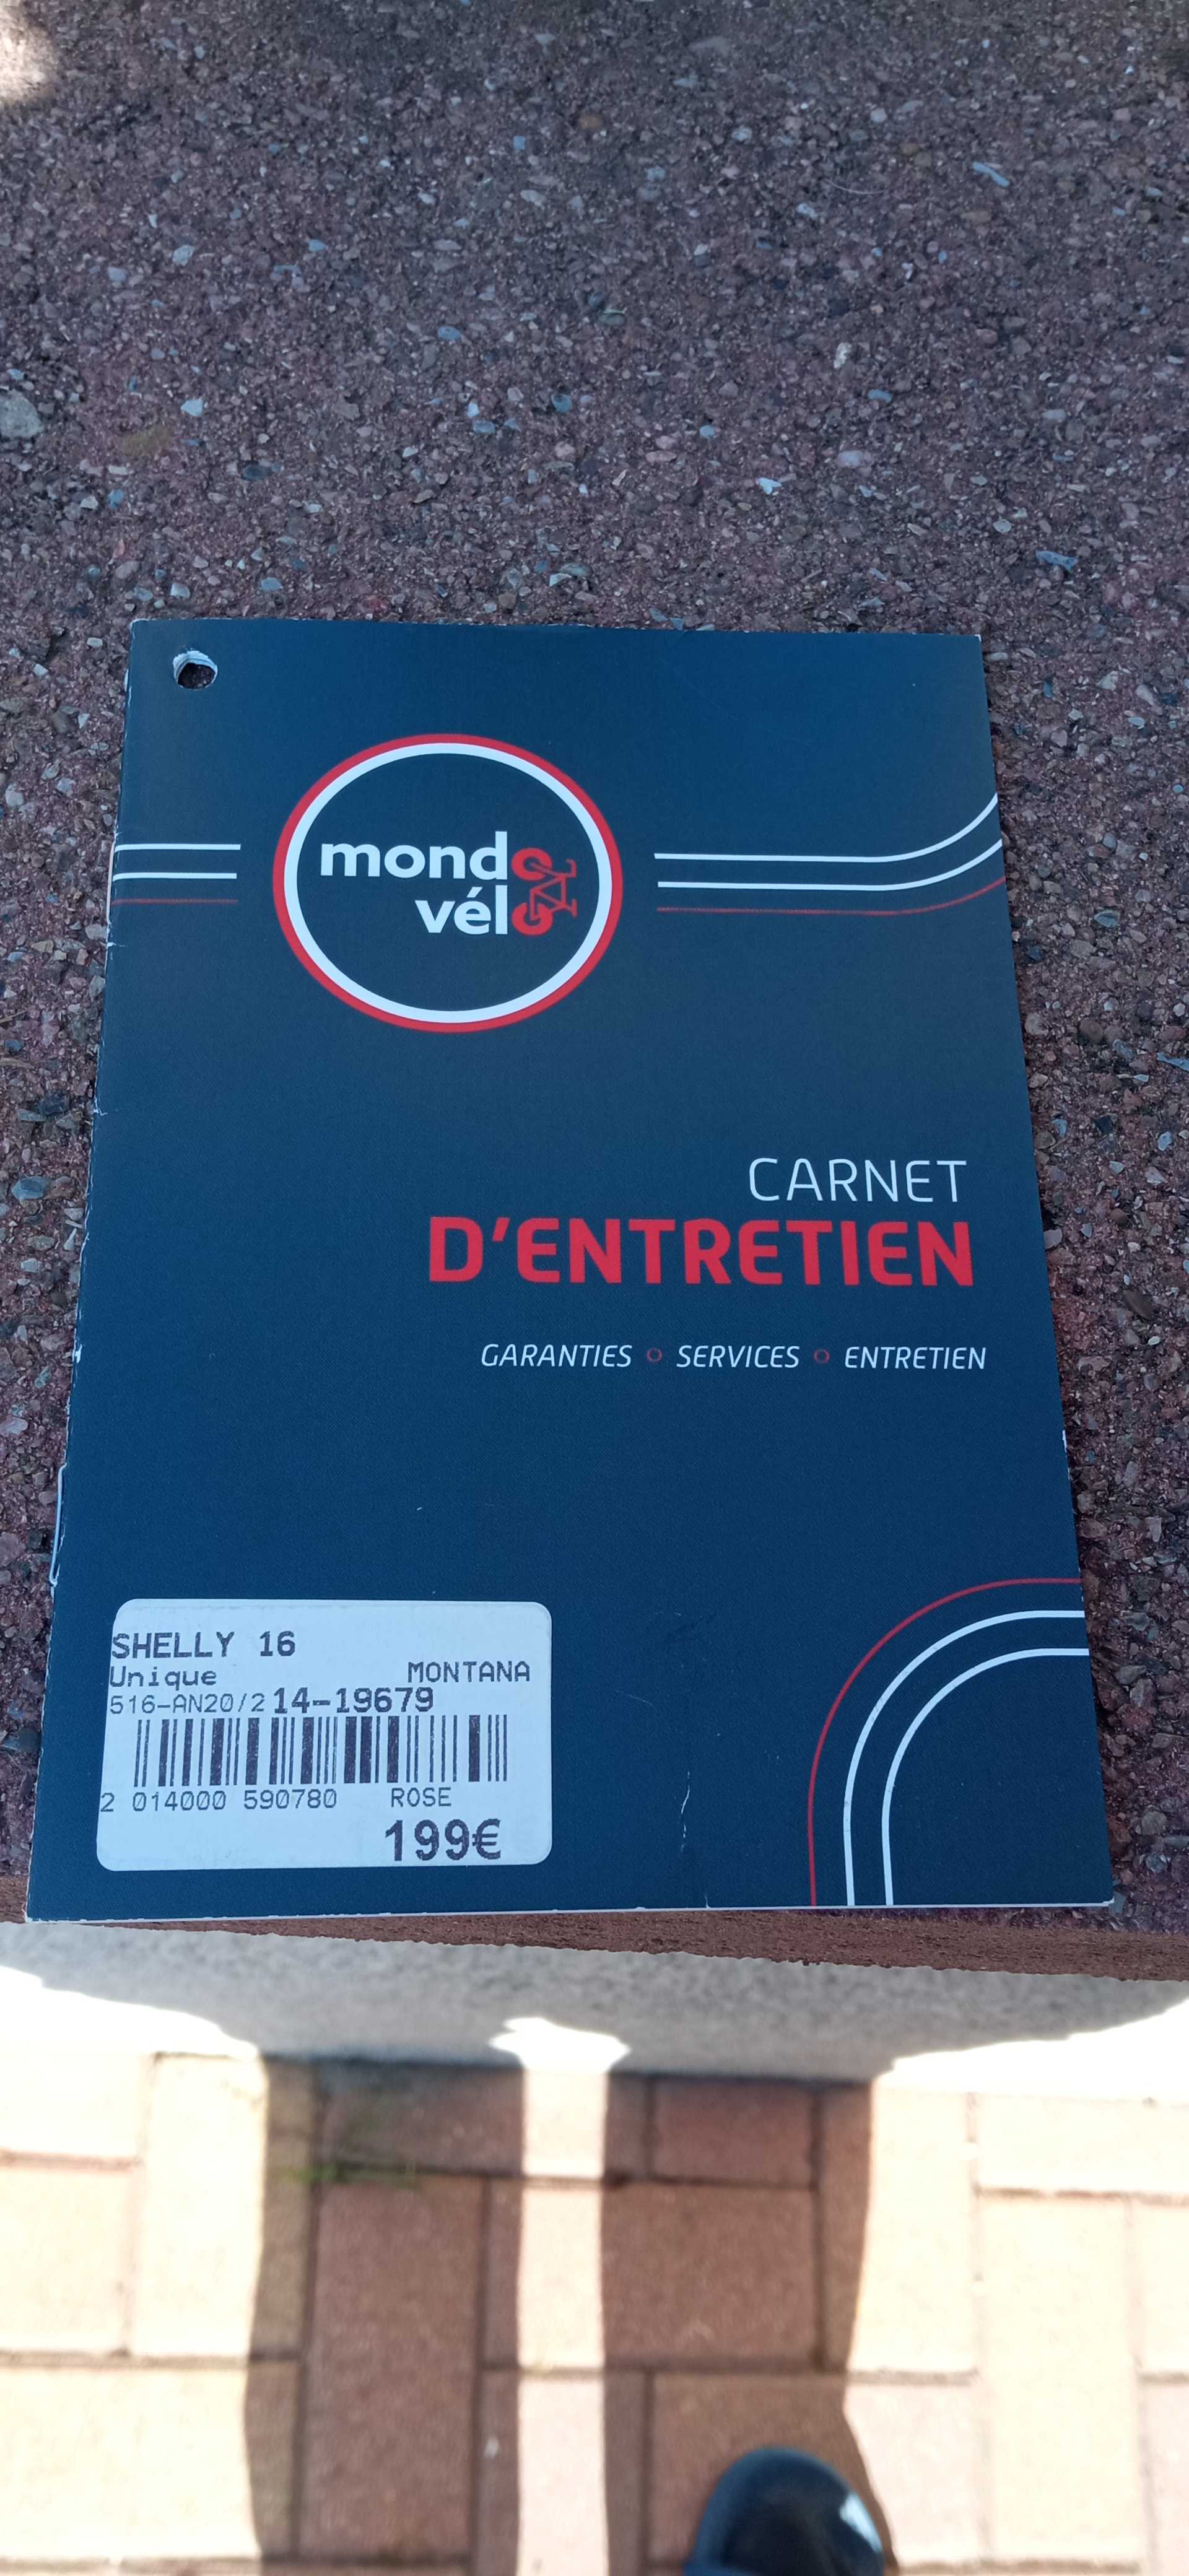 mondo
vélo
CARNET
D'ENTRETIEN
GARANTIES ○ SERVICES ○ ENTRETIEN
SHELLY 16
Unique MONTANA
516-AN20/2 14-19679
2 014000 590780 ROSE
199€